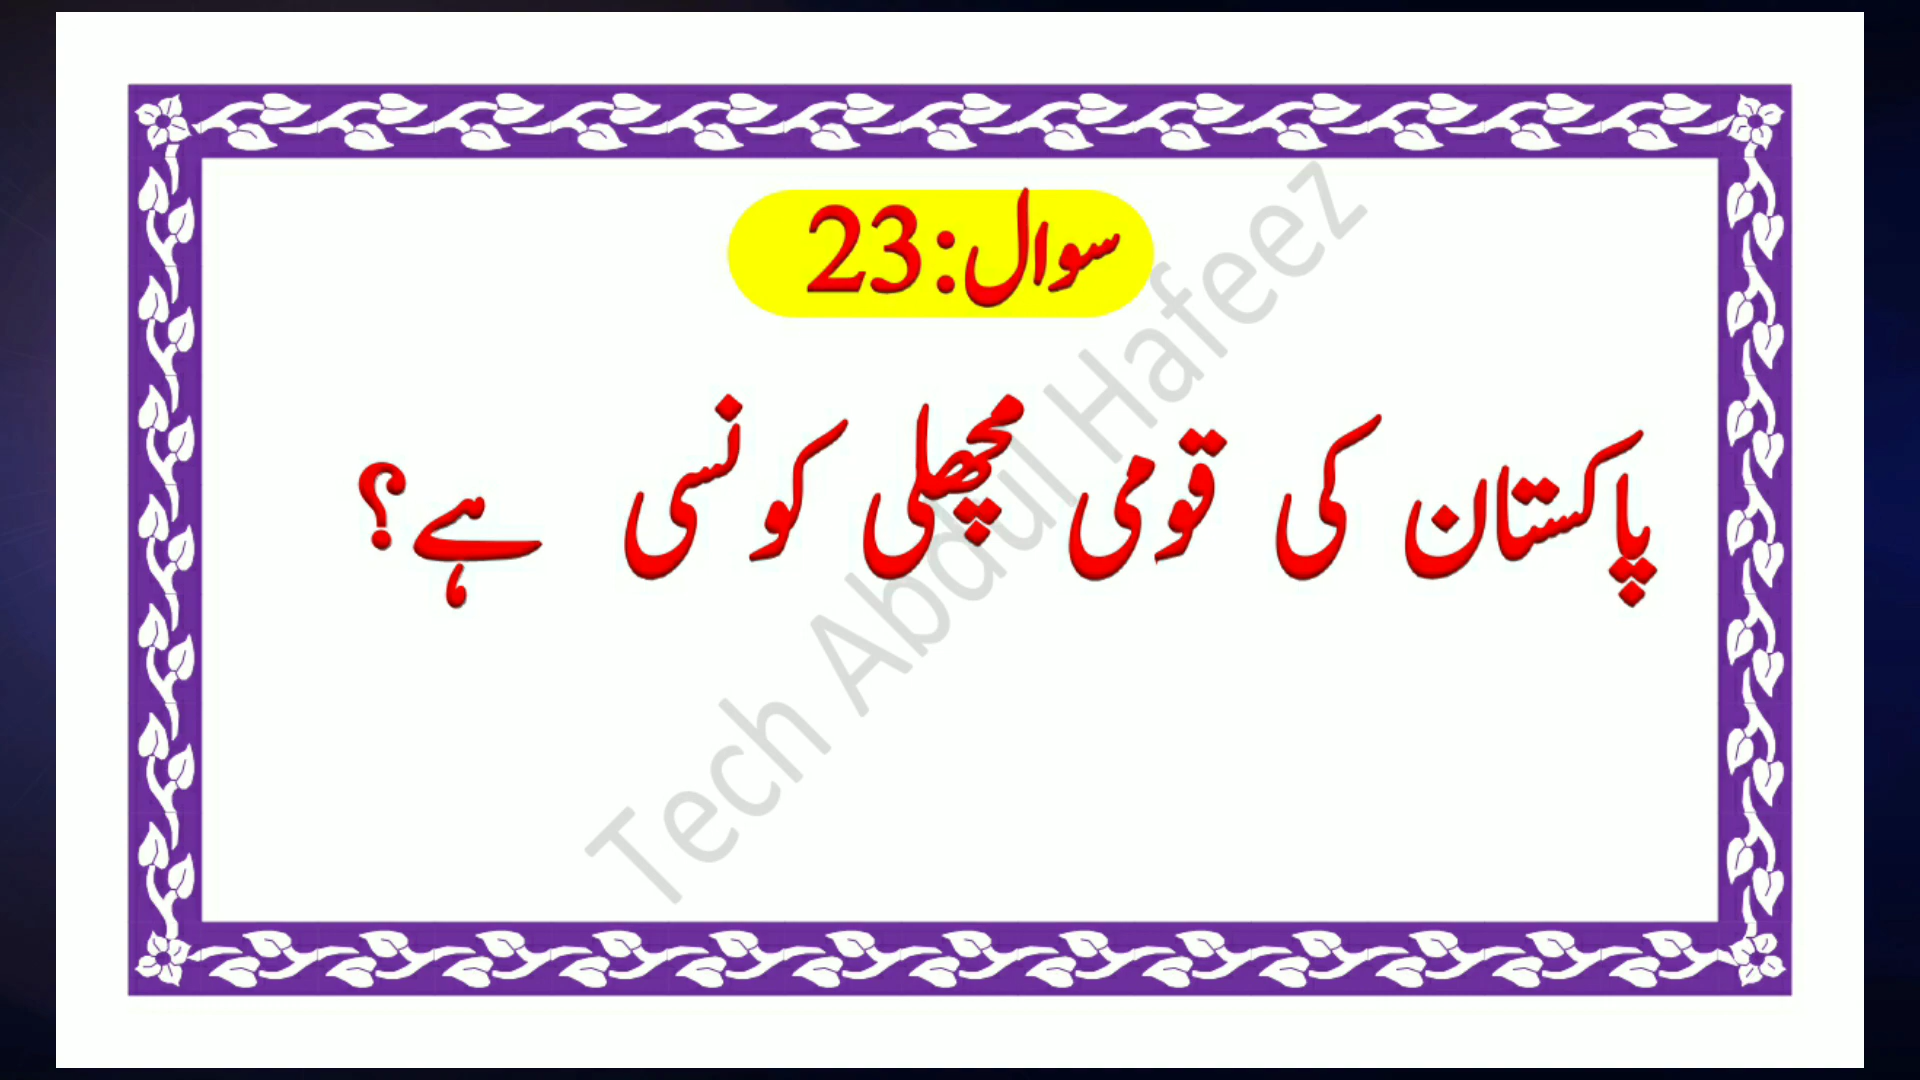 سوال:23
پاکستان کی قومی مچھلی کونسی ہے؟
Tech Abdul Hafeez